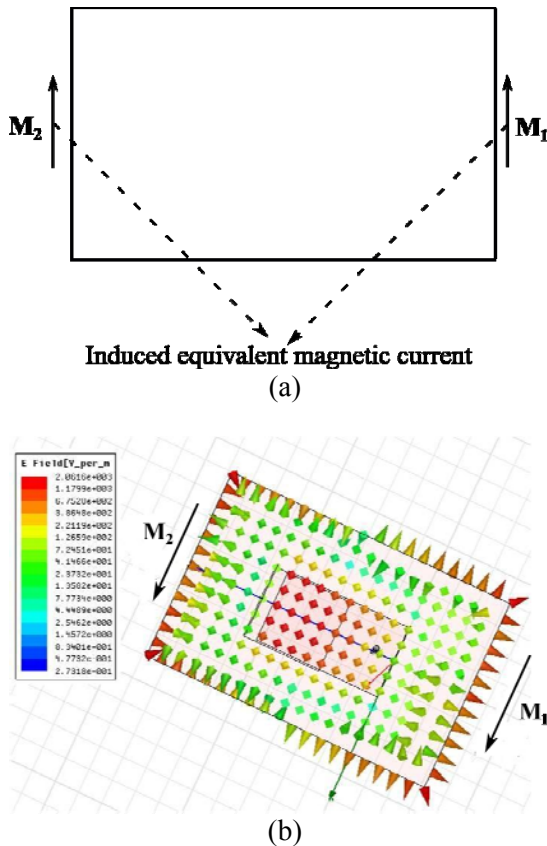 M2
M1
Induced equivalent magnetic current
(a)
E Field[V_per_m
2.0616e+003
1.1799e+003
6.7520e+002
3.8648e+002
2.2119e+002
1.2659e+002
7.2451e+001
4.1466e+001
2.3732e+001
1.3582e+001
7.7734e+000
4.4489e+000
2.5462e+000
1.4572e+000
8.3401e-001
4.7732e-001
2.7318e-001
M2
M1
(b)